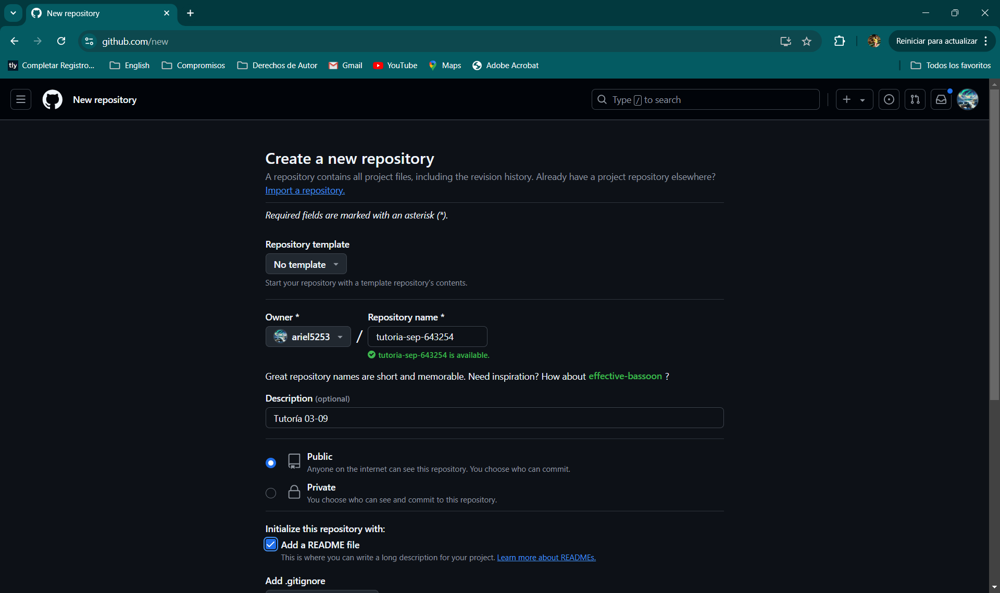 New repository
github.com/new
Reiniciar para actualizar
tly Completar Registro... English Compromisos Derechos de Autor Gmail YouTube Maps Adobe Acrobat Todos los favoritos
New repository
Type / to search
Create a new repository
A repository contains all project files, including the revision history. Already have a project repository elsewhere?
Import a repository.
Required fields are marked with an asterisk (*).
Repository template
No template
Start your repository with a template repository's contents.
Owner * Repository name *
ariel5253 / tutoria-sep-643254
tutoria-sep-643254 is available.
Great repository names are short and memorable. Need inspiration? How about effective-bassoon ?
Description (optional)
Tutoría 03-09
Public
Anyone on the internet can see this repository. You choose who can commit.
Private
You choose who can see and commit to this repository.
Initialize this repository with:
Add a README file
This is where you can write a long description for your project. Learn more about READMEs.
Add .gitignore